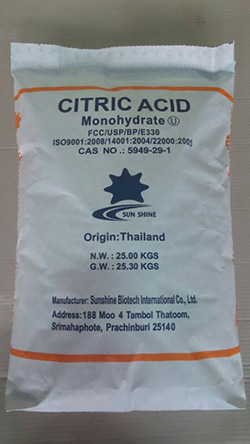 CITRIC ACID
Monohydrate Ⓤ
FCC/USP/BP/E330
ISO9001:2008/14001:2004/22000:2005
CAS NO.: 5949-29-1
SUN SHINE
Origin:Thailand
N.W.: 25.00 KGS
G.W.: 25.30 KGS
Manufacturer: Sunshine Biotech International Co., Ltd.
Address:188 Moo 4 Tambol Thatoom,
Srimahaphote, Prachinburi 25140